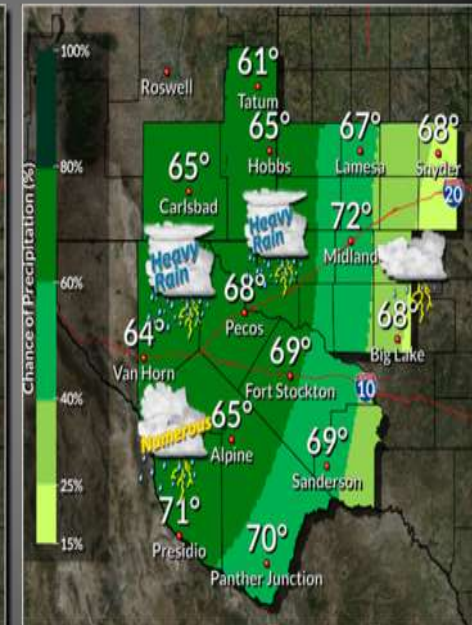 100%
80%
60%
40%
25%
15%
Chance of Precipitation (%)
Roswell
61°
Tatum
65°
Hobbs
67°
Lamesa
68°
Snyder
65°
Carlsbad
20
Heavy
Rain
Heavy
Rain
72°
Midland
68°
Pecos
68°
Big Lake
64°
Van Horn
69°
Fort Stockton
10
Numerous
65°
Alpine
69°
Sanderson
71°
Presidio
70°
Panther Junction